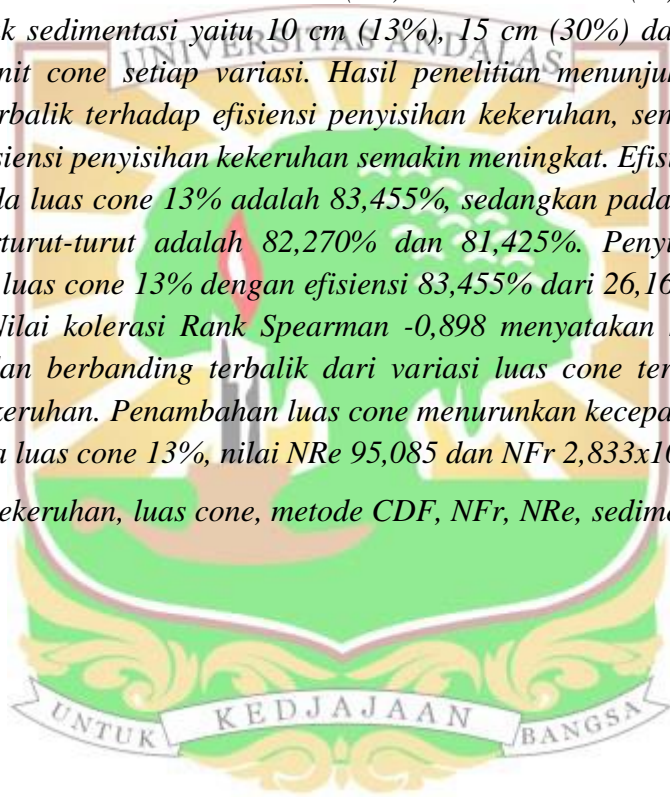 k sedimentasi yaitu 10 cm (13%), 15 cm (30%) da
UNIVERSITAS ANDALAS
nit cone setiap variasi. Hasil penelitian menunjuk
rbalik terhadap efisiensi penyisihan kekeruhan, sem
siensi penyisihan kekeruhan semakin meningkat. Efis
da luas cone 13% adalah 83,455%, sedangkan pada
rturut-turut adalah 82,270% dan 81,425%. Peny
luas cone 13% dengan efisiensi 83,455% dari 26,16
Nilai kolerasi Rank Spearman -0,898 menyatakan
lan berbanding terbalik dari variasi luas cone ter
keruhan. Penambahan luas cone menurunkan kecepa
a luas cone 13%, nilai NRe 95,085 dan NFr 2,833x10
ekeruhan, luas cone, metode CDF, NFr, NRe, sedime
UNTUK KEDJAJAAN BANGSA